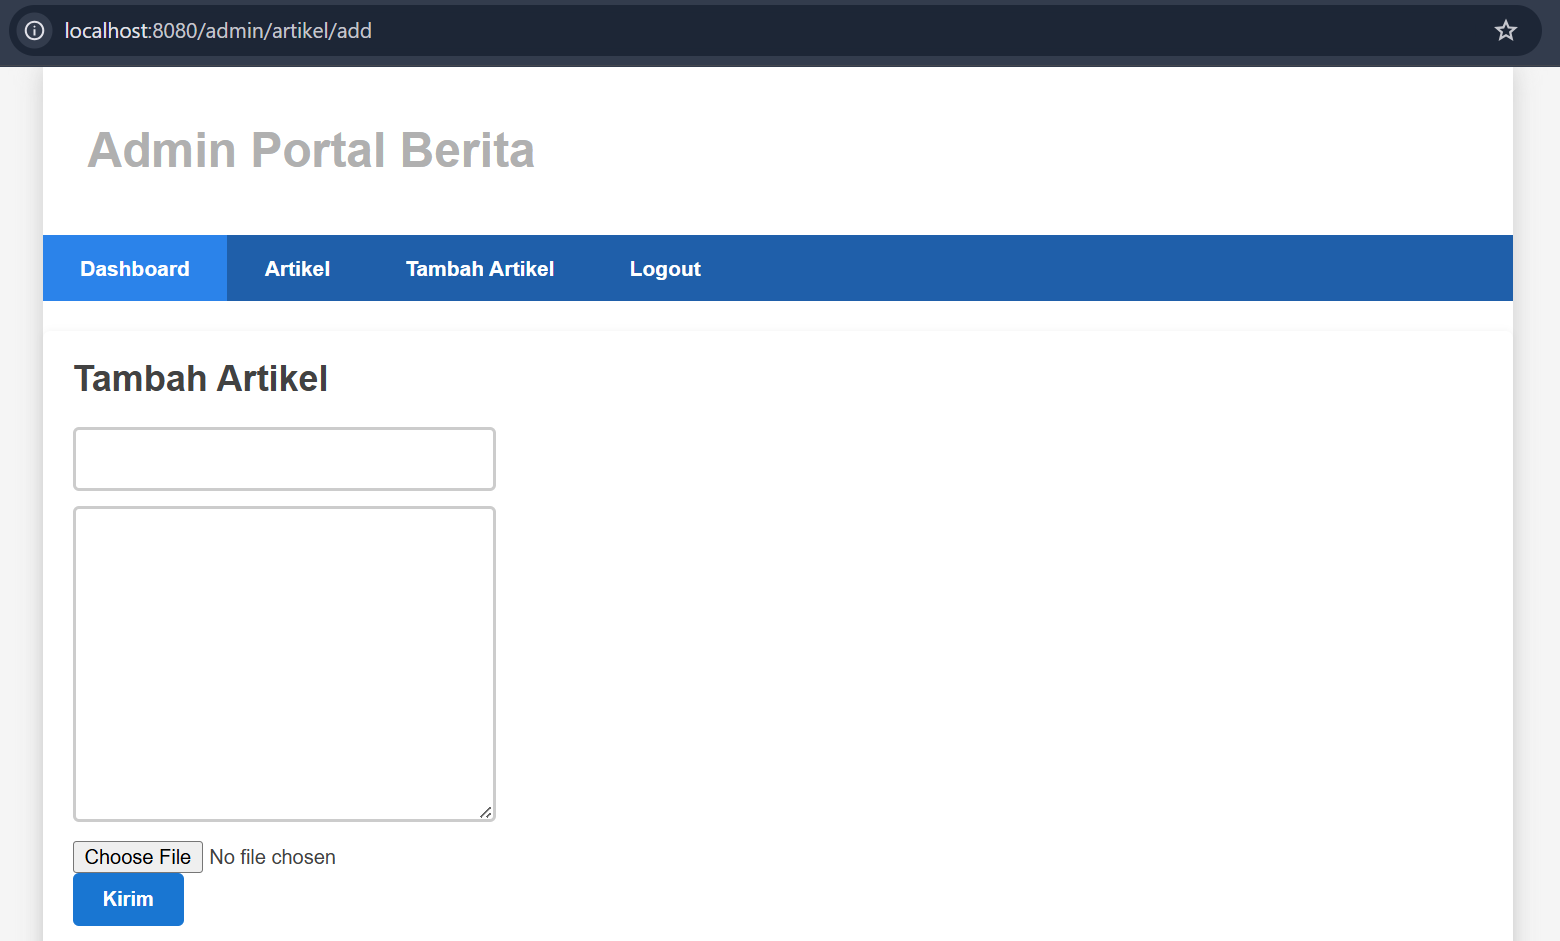 localhost:8080/admin/artikel/add
Admin Portal Berita
Dashboard Artikel Tambah Artikel Logout
Tambah Artikel
Choose File No file chosen
Kirim